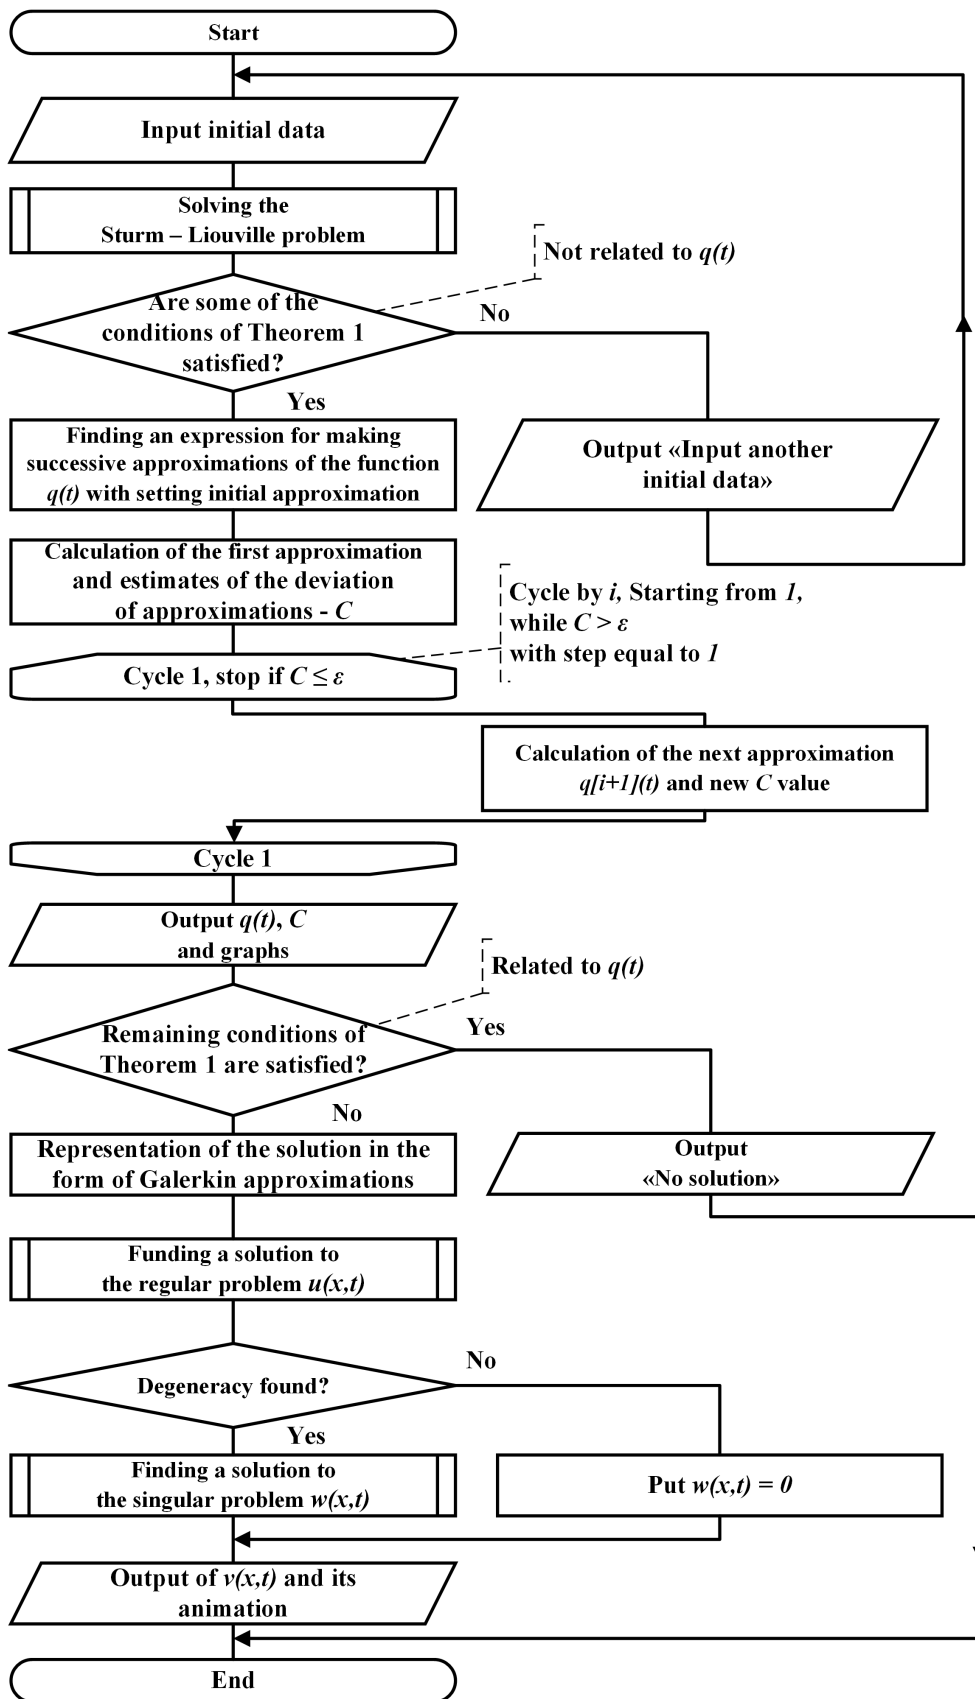 Start
Input initial data
Solving the
Sturm – Liouville problem
Not related to q(t)
Are some of the
conditions of Theorem 1
satisfied?
No
Yes
Finding an expression for making
successive approximations of the function
q(t) with setting initial approximation
Output «Input another
initial data»
Calculation of the first approximation
and estimates of the deviation
of approximations - C
Cycle by i, Starting from 1,
while C > ε
with step equal to 1
Cycle 1, stop if C ≤ ε
Calculation of the next approximation
q[i+1](t) and new C value
Cycle 1
Output q(t), C
and graphs
Related to q(t)
Remaining conditions of
Theorem 1 are satisfied?
Yes
No
Representation of the solution in the
form of Galerkin approximations
Output
«No solution»
Funding a solution to
the regular problem u(x,t)
Degeneracy found?
No
Yes
Finding a solution to
the singular problem w(x,t)
Put w(x,t) = 0
Output of v(x,t) and its
animation
End